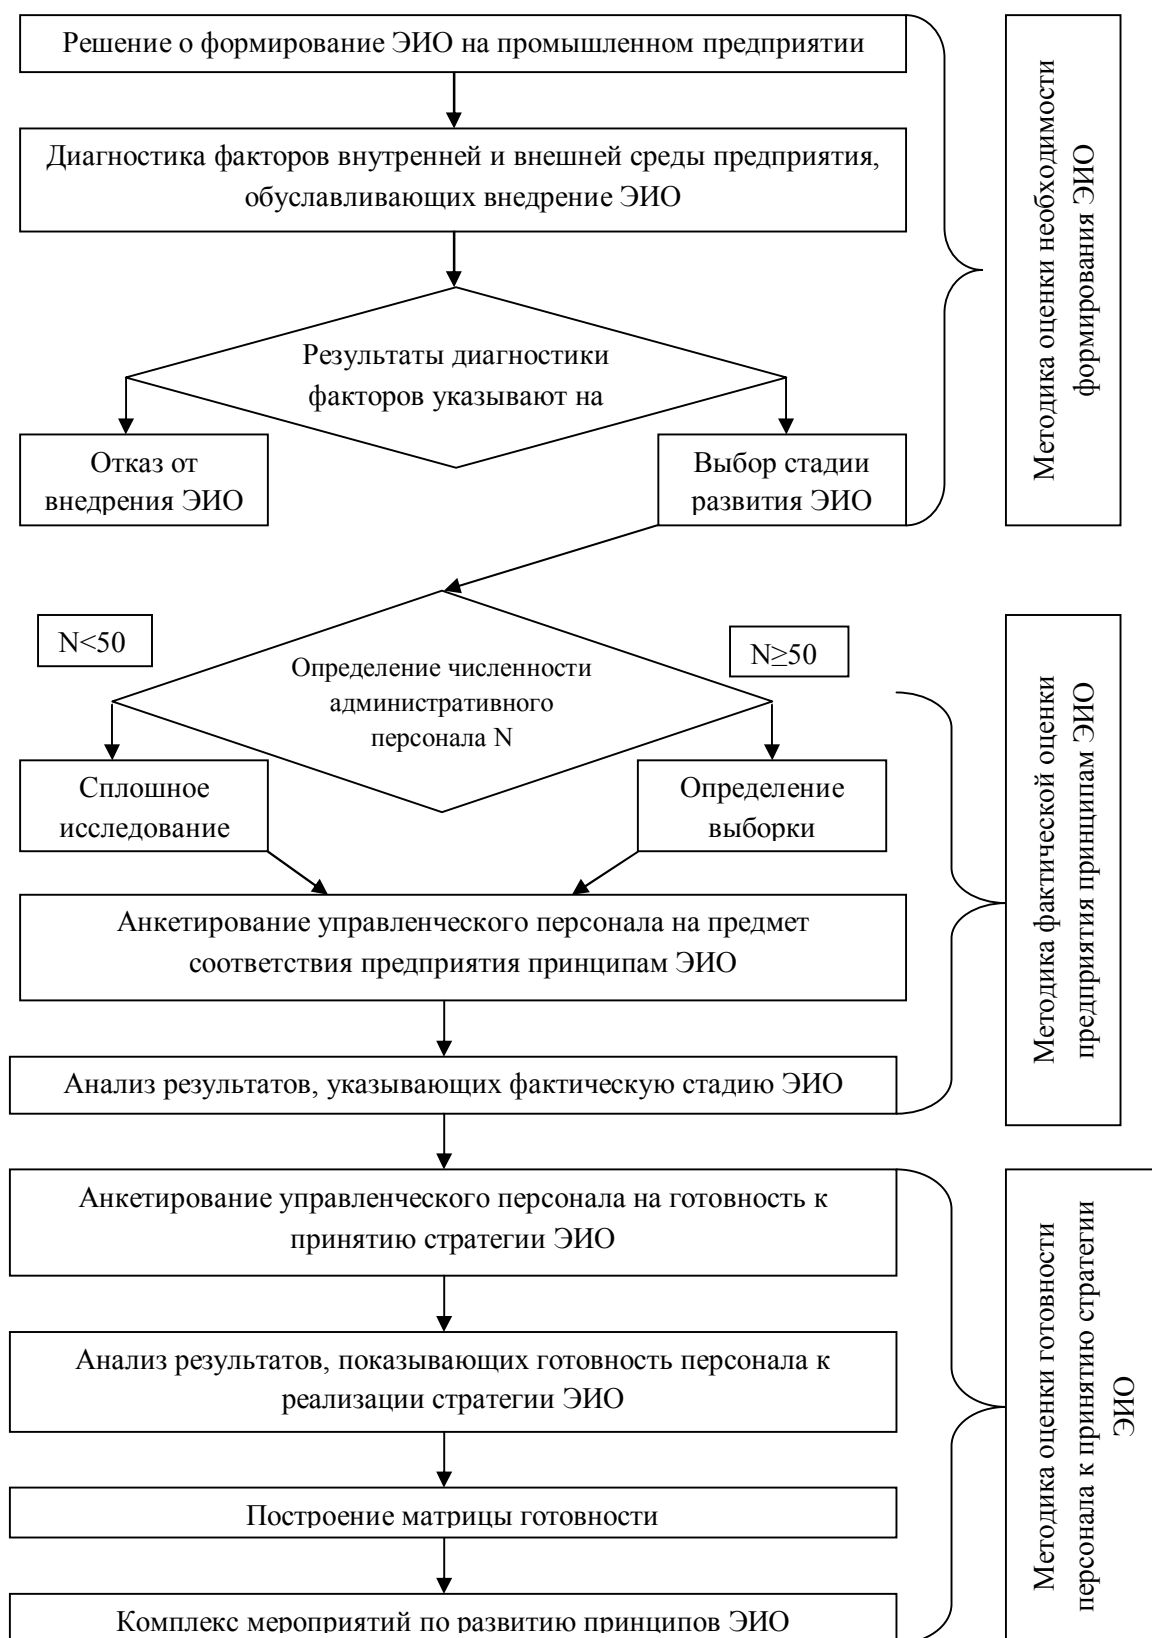 Решение о формирование ЭИО на промышленном предприятии
Диагностика факторов внутренней и внешней среды предприятия,
обуславливающих внедрение ЭИО
Результаты диагностики
факторов указывают на
Отказ от
внедрения ЭИО
Выбор стадии
развития ЭИО
Методика оценки необходимости
формирования ЭИО
N<50
N≥50
Определение численности
административного
персонала N
Сплошное
исследование
Определение
выборки
Анкетирование управленческого персонала на предмет
соответствия предприятия принципам ЭИО
Анализ результатов, указывающих фактическую стадию ЭИО
Методика фактической оценки
предприятия принципам ЭИО
Анкетирование управленческого персонала на готовность к
принятию стратегии ЭИО
Анализ результатов, показывающих готовность персонала к
реализации стратегии ЭИО
Построение матрицы готовности
Комплекс мероприятий по развитию принципов ЭИО
Методика оценки готовности
персонала к принятию стратегии
ЭИО